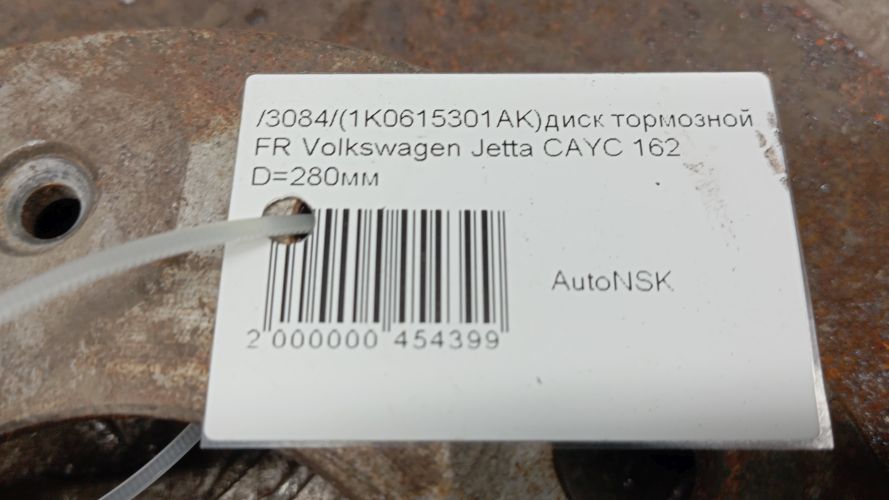 /3084/(1K0615301AK)диск тормозной
FR Volkswagen Jetta CAYC 162
D=280мм
AutoNSK
2 000000 454399